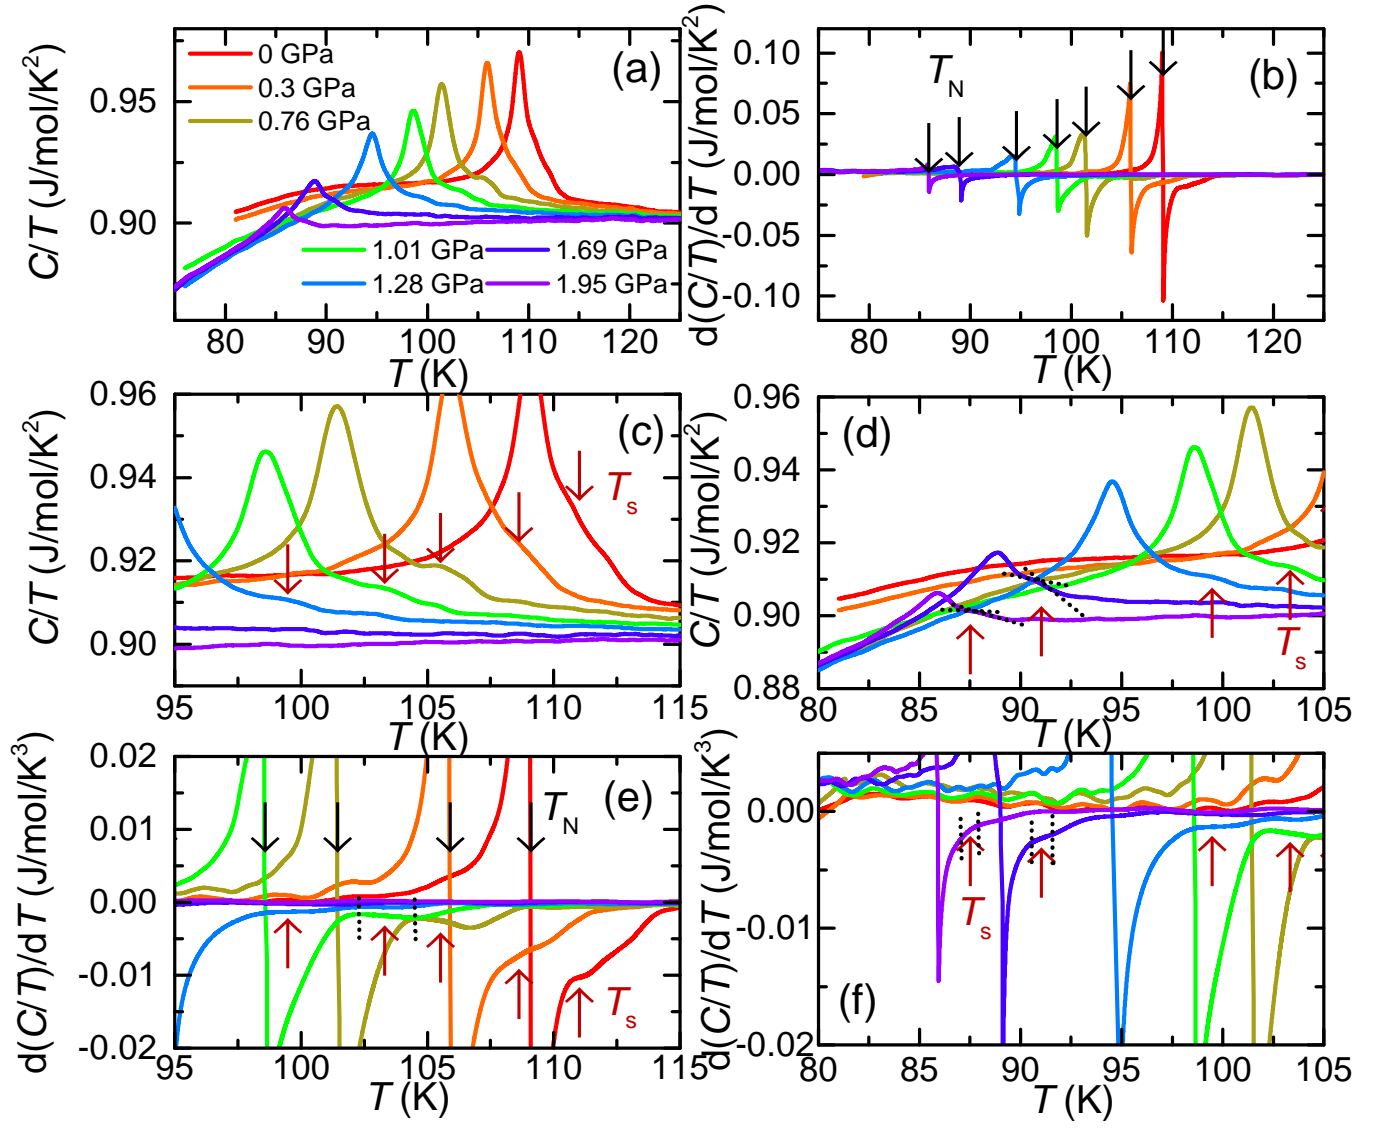 (a)
0 GPa
0.3 GPa
0.76 GPa
1.01 GPa
1.69 GPa
1.28 GPa
1.95 GPa
0.95
0.90
C/T (J/mol/K²)
80 90 100 110 120
T (K)
(b)
T_N
0.10
0.05
0.00
-0.05
-0.10
d(C/T)/dT (J/mol/K²)
80 90 100 110 120
T (K)
(c)
T_s
0.96
0.94
0.92
0.90
C/T (J/mol/K²)
95 100 105 110 115
T (K)
(d)
T_s
0.96
0.94
0.92
0.90
0.88
C/T (J/mol/K²)
80 85 90 95 100 105
T (K)
(e)
T_N
T_s
0.02
0.01
0.00
-0.01
-0.02
d(C/T)/dT (J/mol/K³)
95 100 105 110 115
T (K)
(f)
T_s
0.00
-0.01
-0.02
d(C/T)/dT (J/mol/K³)
80 85 90 95 100 105
T (K)